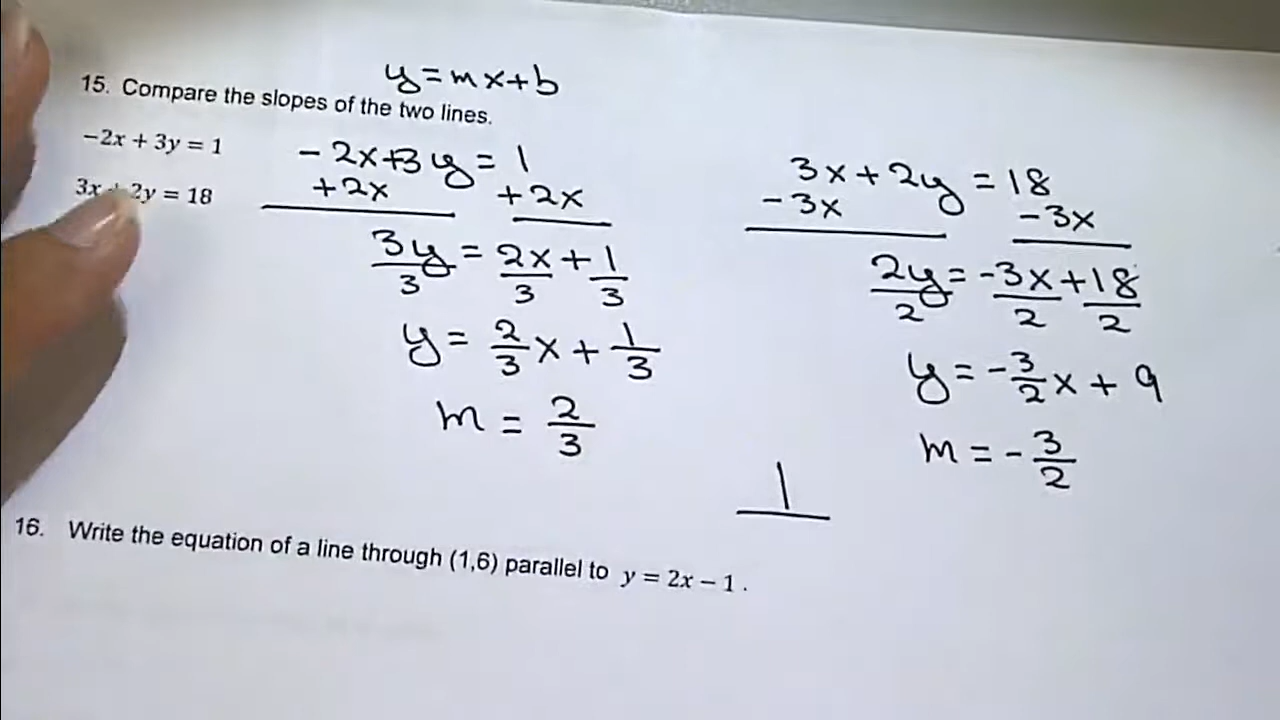 y = mx + b
15. Compare the slopes of the two lines.
−2x + 3y = 1
3x + 2y = 18
- 2x+3y = 1
+2x +2x
3y/3 = 2x/3 + 1/3
y = 2/3 x + 1/3
m = 2/3
3x + 2y = 18
-3x -3x
2y/2 = -3x/2 + 18/2
y = -3/2 x + 9
m = - 3/2
⊥
16. Write the equation of a line through (1,6) parallel to y = 2x − 1 .